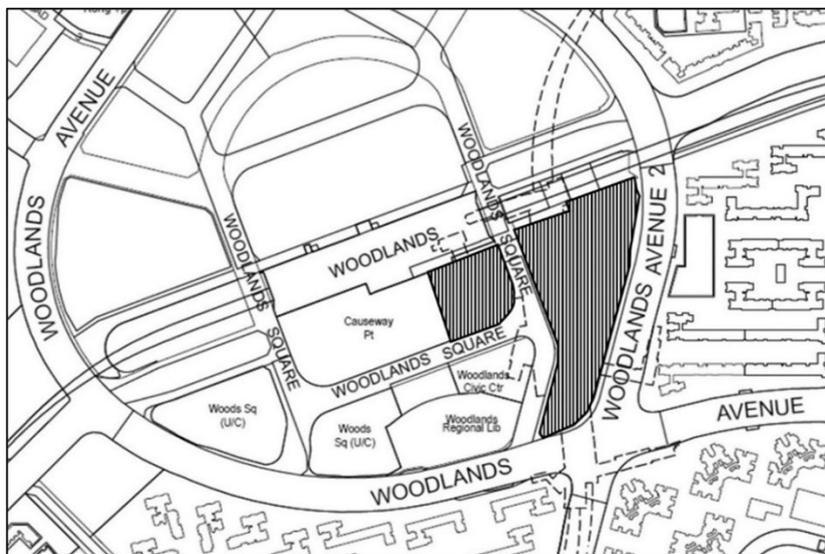 AVENUE
WOODLANDS
WOODLANDS
SQUARE
WOODLANDS
SQUARE
WOODLANDS
WOODLANDS AVENUE 2
Causeway
Pt
WOODLANDS SQUARE
Woodlands
Civic Ctr
Woods Sq
(U/C)
Woods
Sq (U/C)
Woodlands
Regional Lib
WOODLANDS
AVENUE